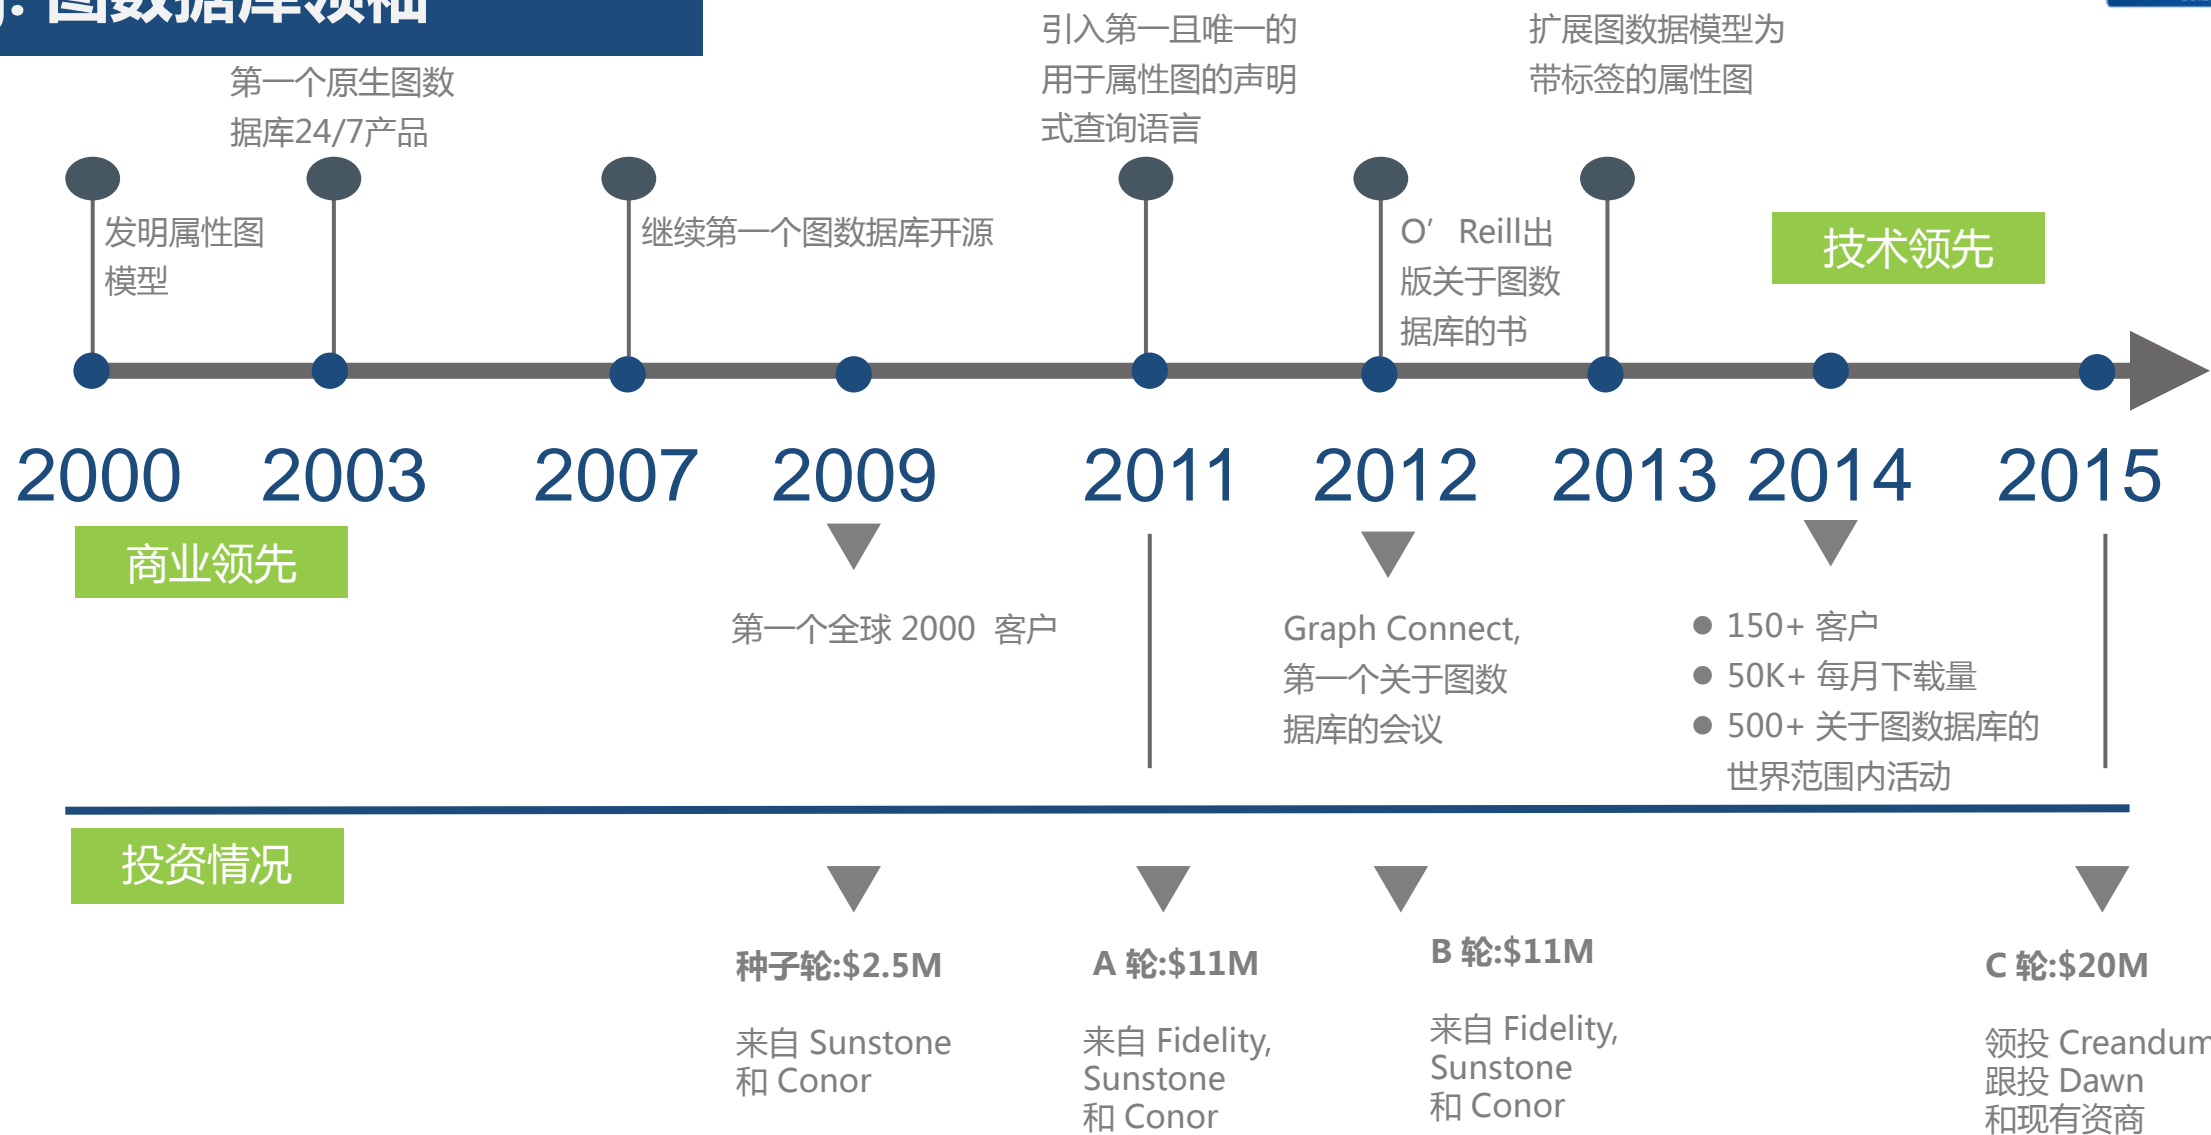 : 图数据库领袖
第一个原生图数
据库24/7产品
引入第一且唯一的
用于属性图的声明
式查询语言
扩展图数据模型为
带标签的属性图
发明属性图
模型
继续第一个图数据库开源
O’ Reill出
版关于图数
据库的书
技术领先
2000
2003
2007
2009
2011
2012
2013
2014
2015
商业领先
第一个全球 2000 客户
Graph Connect,
第一个关于图数
据库的会议
150+ 客户
50K+ 每月下载量
500+ 关于图数据库的
世界范围内活动
投资情况
种子轮:$2.5M
来自 Sunstone
和 Conor
A 轮:$11M
来自 Fidelity,
Sunstone
和 Conor
B 轮:$11M
来自 Fidelity,
Sunstone
和 Conor
C 轮:$20M
领投 Creandum
跟投 Dawn
和现有资商